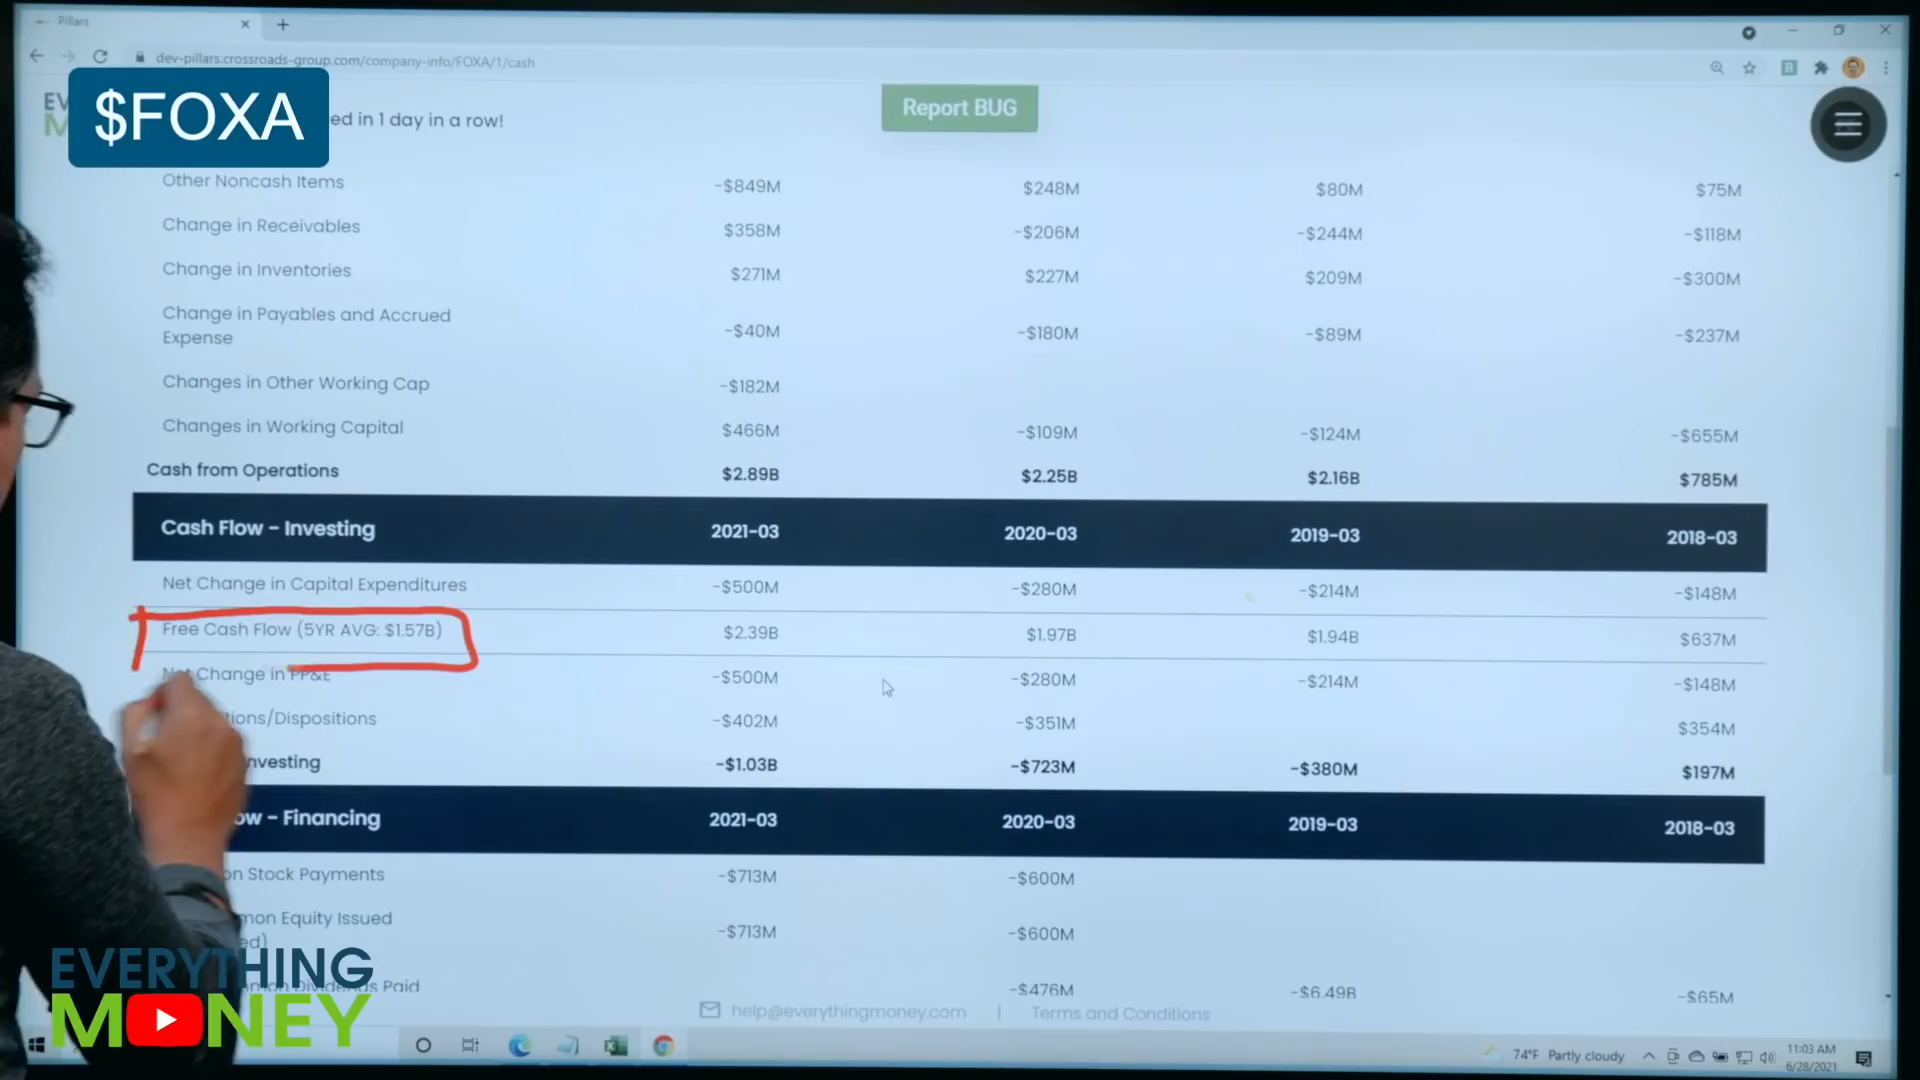 Pillars
dev-pillars.crossroads-group.com/company-info/FOXA/1/cash
$FOXA
ed in 1 day in a row!
Report BUG
Other Noncash Items -$849M $248M $80M $75M
Change in Receivables $358M -$206M -$244M -$118M
Change in Inventories $271M $227M $209M -$300M
Change in Payables and Accrued
Expense -$40M -$180M -$89M -$237M
Changes in Other Working Cap -$182M
Changes in Working Capital $466M -$109M -$124M -$655M
Cash from Operations $2.89B $2.25B $2.16B $785M
Cash Flow - Investing 2021-03 2020-03 2019-03 2018-03
Net Change in Capital Expenditures -$500M -$280M -$214M -$148M
Free Cash Flow (5YR AVG: $1.57B) $2.39B $1.97B $1.94B $637M
Net Change in PP&E -$500M -$280M -$214M -$148M
tions/Dispositions -$402M -$351M $354M
nvesting -$1.03B -$723M -$380M $197M
ow - Financing 2021-03 2020-03 2019-03 2018-03
on Stock Payments -$713M -$600M
mon Equity Issued
ed) -$713M -$600M
mon Dividends Paid -$476M -$6.49B -$65M
EVERYTHING
MONEY
help@everythingmoney.com | Terms and Conditions
74°F Partly cloudy
11:03 AM
6/28/2021